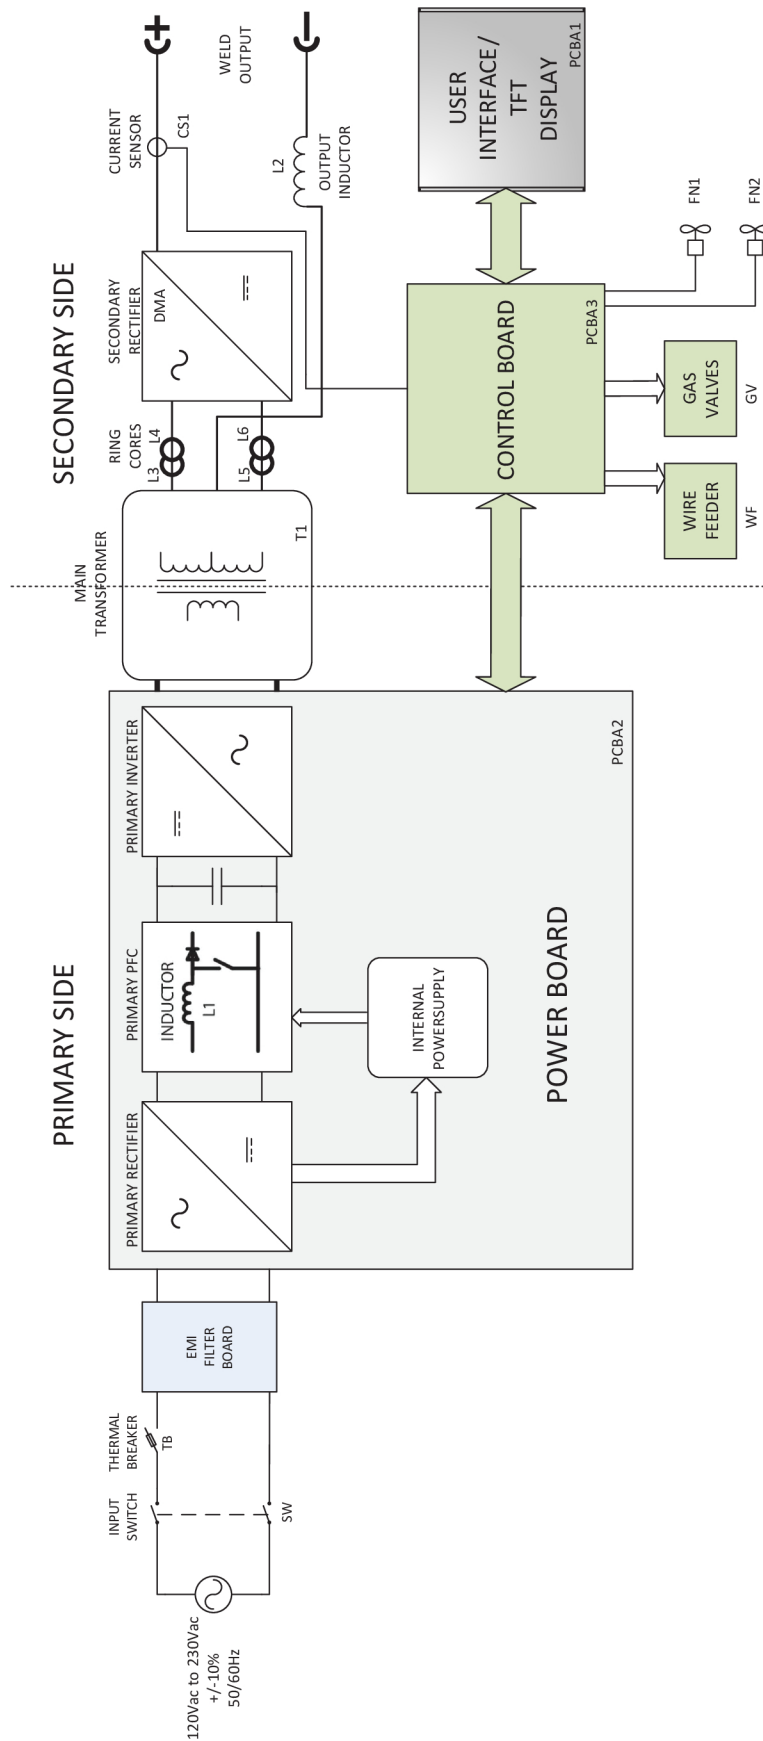 PRIMARY SIDE
SECONDARY SIDE
120Vac to 230Vac
+/-10%
50/60Hz
INPUT
SWITCH
SW
THERMAL
BREAKER
TB
EMI
FILTER
BOARD
PRIMARY RECTIFIER
PRIMARY PFC
INDUCTOR
L1
PRIMARY INVERTER
INTERNAL
POWERSUPPLY
POWER BOARD
PCBA2
MAIN
TRANSFORMER
T1
RING
CORES
L3
L4
L5
L6
SECONDARY
RECTIFIER
DMA
CURRENT
SENSOR
CS1
+
WELD
OUTPUT
-
L2
OUTPUT
INDUCTOR
CONTROL BOARD
PCBA3
USER
INTERFACE/
TFT
DISPLAY
PCBA1
WIRE
FEEDER
WF
GAS
VALVES
GV
FN1
FN2